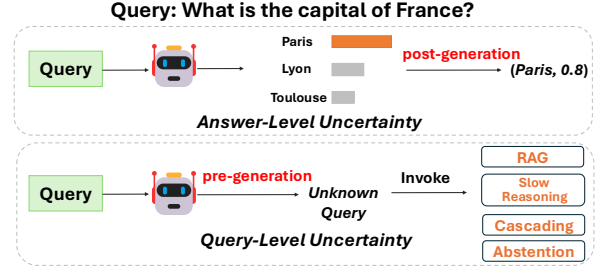 Query: What is the capital of France?
Query
Paris
Lyon
Toulouse
post-generation
(Paris, 0.8)
Answer-Level Uncertainty
Query
pre-generation
Unknown
Query
Invoke
RAG
Slow
Reasoning
Cascading
Abstention
Query-Level Uncertainty